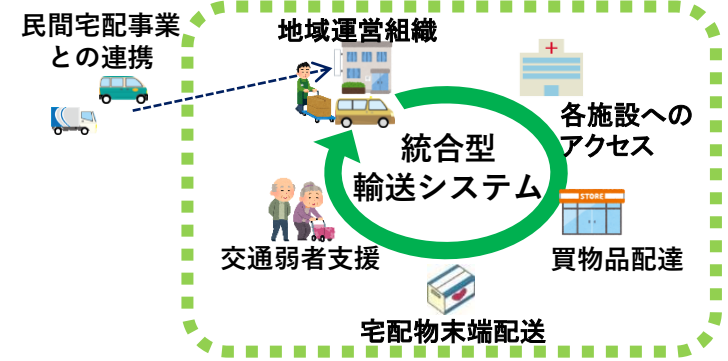 民間宅配事業
との連携
地域運営組織
各施設への
アクセス
統合型
輸送システム
STORE
買物品配達
交通弱者支援
宅配物末端配送